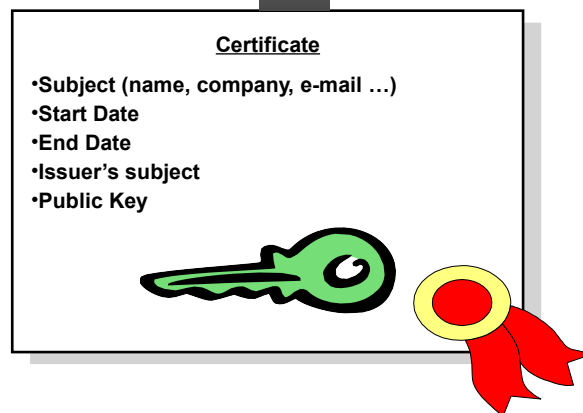 Certificate
•Subject (name, company, e-mail …)
•Start Date
•End Date
•Issuer’s subject
•Public Key